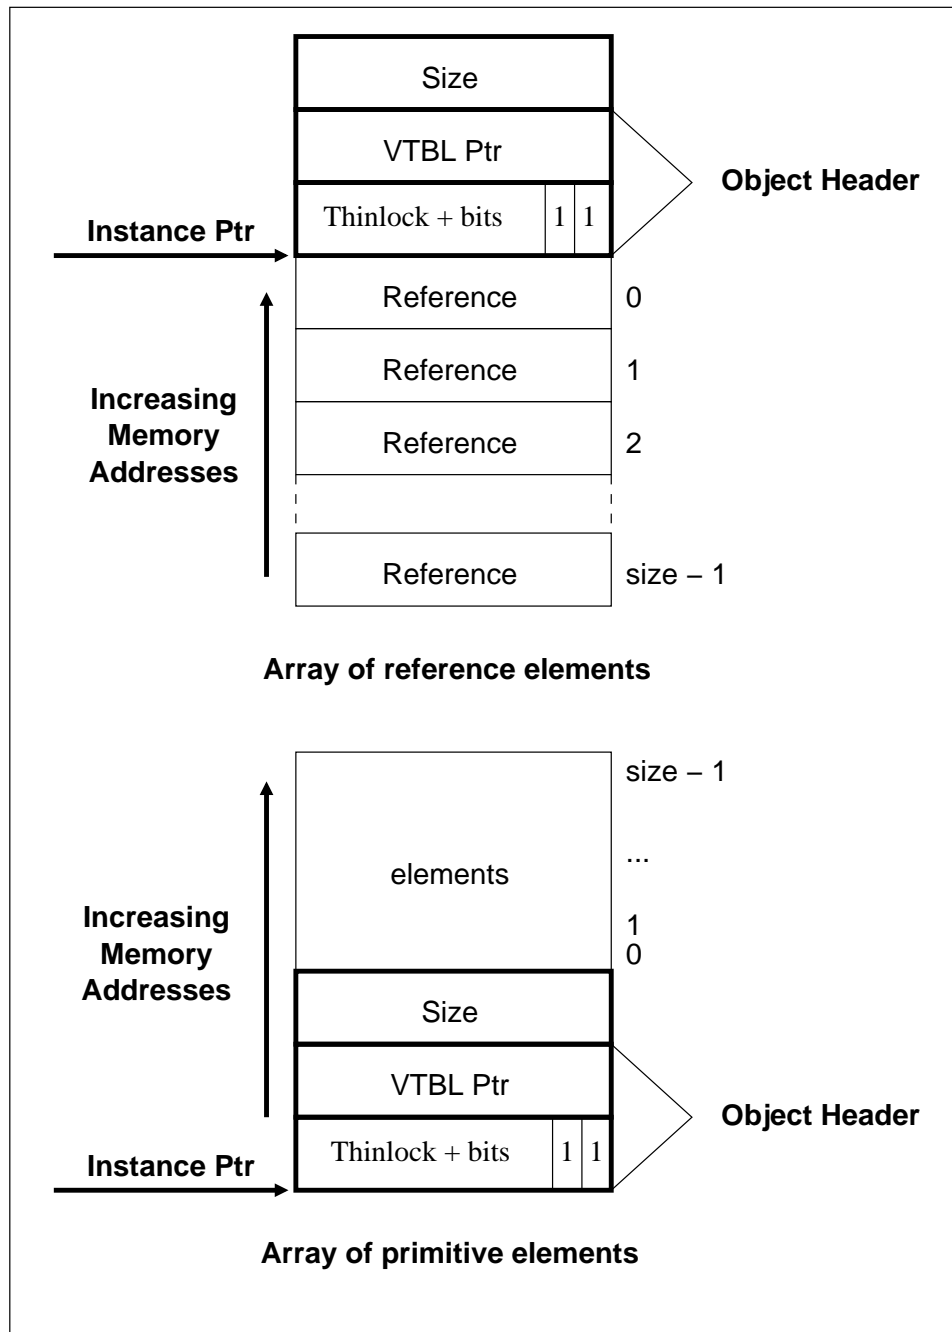 Size
VTBL Ptr
Object Header
Thinlock + bits 1 1
Instance Ptr
Reference 0
Reference 1
Increasing
Memory
Addresses
Reference 2
Reference size – 1
Array of reference elements
size – 1
elements
...
1
0
Increasing
Memory
Addresses
Size
VTBL Ptr
Object Header
Thinlock + bits 1 1
Instance Ptr
Array of primitive elements